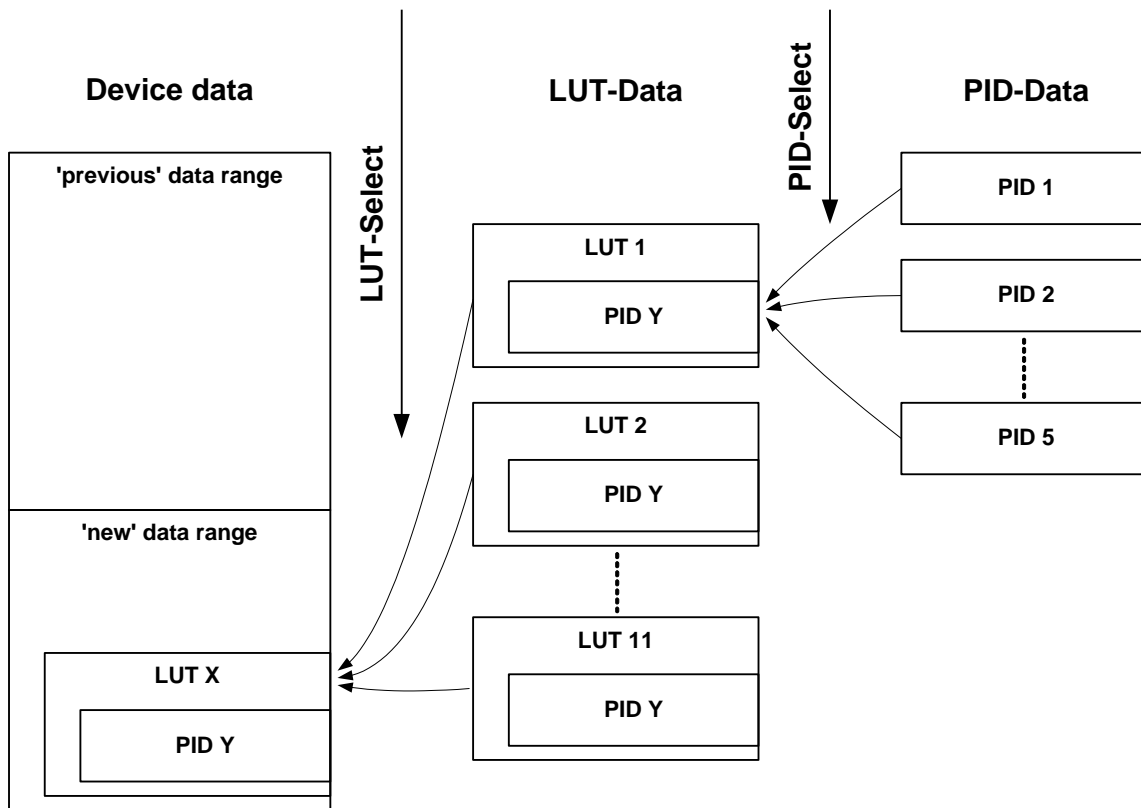 Device data
LUT-Select
LUT-Data
PID-Select
PID-Data
'previous' data range
'new' data range
LUT X
PID Y
LUT 1
PID Y
LUT 2
PID Y
LUT 11
PID Y
PID 1
PID 2
PID 5